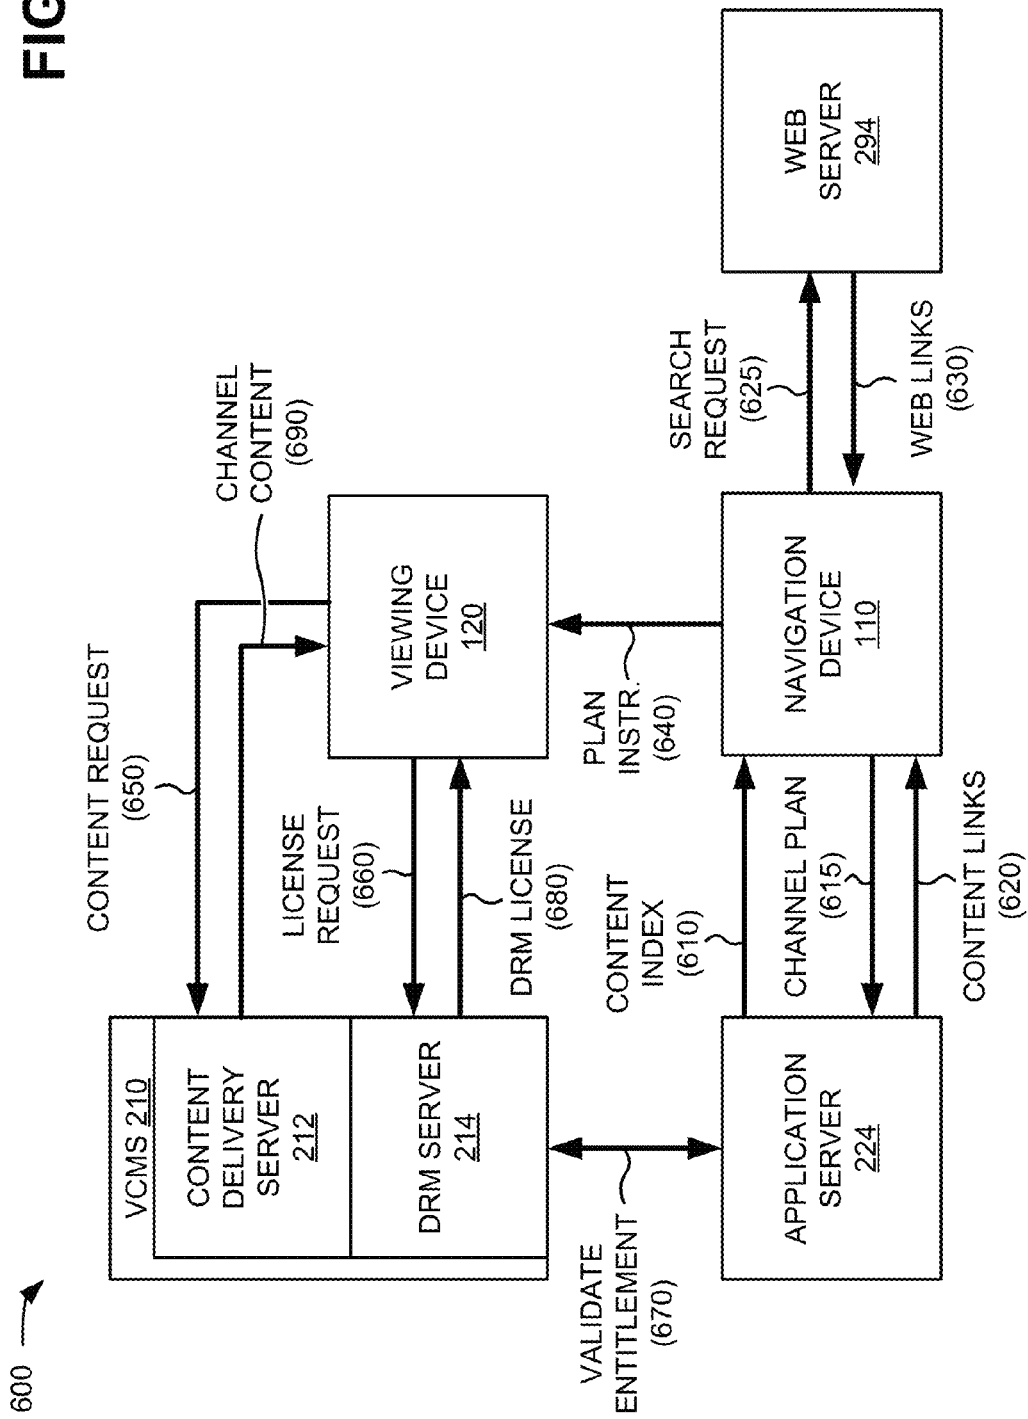 FIG
600
VCMS 210
CONTENT
DELIVERY
SERVER
212
DRM SERVER
214
CONTENT REQUEST
(650)
CHANNEL
CONTENT
(690)
LICENSE
REQUEST
(660)
DRM LICENSE
(680)
VIEWING
DEVICE
120
VALIDATE
ENTITLEMENT
(670)
PLAN
INSTR.
(640)
CONTENT
INDEX
(610)
CHANNEL PLAN
(615)
CONTENT LINKS
(620)
APPLICATION
SERVER
224
NAVIGATION
DEVICE
110
SEARCH
REQUEST
(625)
WEB LINKS
(630)
WEB
SERVER
294